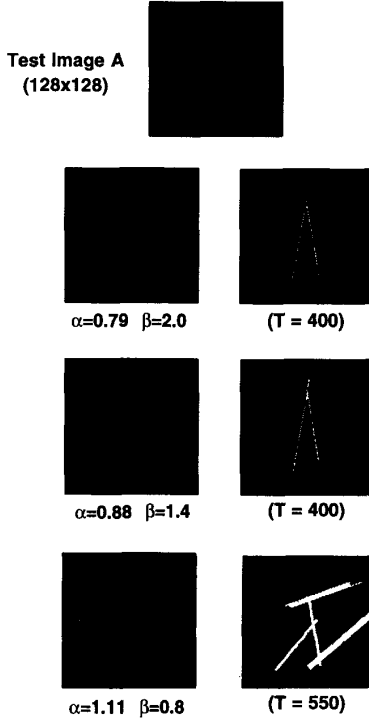 Test Image A
(128x128)
α=0.79 β=2.0
(T = 400)
α=0.88 β=1.4
(T = 400)
α=1.11 β=0.8
(T = 550)